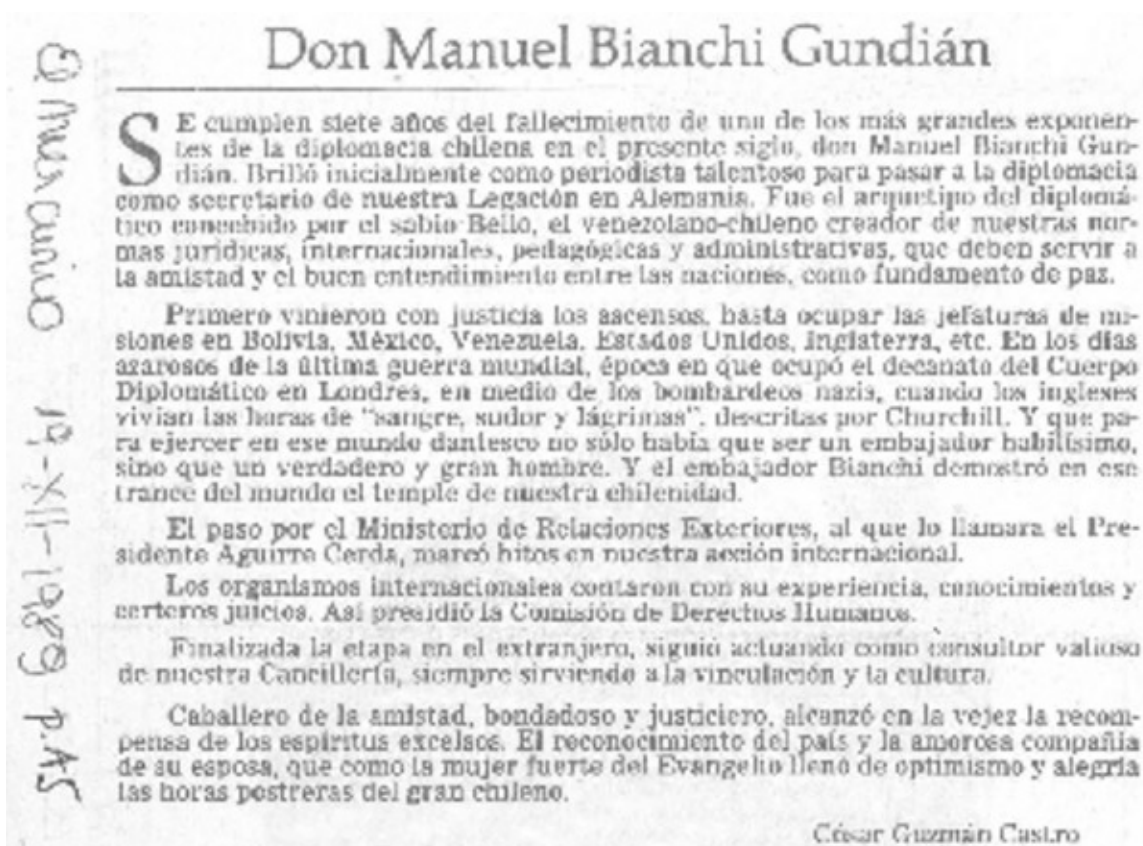 Don Manuel Bianchi Gundián
SE cumplen siete años del fallecimiento de uno de los más grandes exponen-
tes de la diplomacia chilena en el presente siglo, don Manuel Bianchi Gun-
dián. Brilló inicialmente como periodista talentoso para pasar a la diplomacia
como secretario de nuestra Legación en Alemania. Fue el arquetipo del diplomá-
tico concebido por el sabio Bello, el venezolano-chileno creador de nuestras nor-
mas jurídicas, internacionales, pedagógicas y administrativas, que deben servir a
la amistad y el buen entendimiento entre las naciones, como fundamento de paz.
Primero vinieron con justicia los ascensos, hasta ocupar las jefaturas de mi-
siones en Bolivia, México, Venezuela, Estados Unidos, Inglaterra, etc. En los días
azarosos de la última guerra mundial, época en que ocupó el decanato del Cuerpo
Diplomático en Londres, en medio de los bombardeos nazis, cuando los ingleses
vivían las horas de "sangre, sudor y lágrimas", descritas por Churchill. Y que pa-
ra ejercer en ese mundo dantesco no sólo había que ser un embajador habilísimo,
sino que un verdadero y gran hombre. Y el embajador Bianchi demostró en ese
trance del mundo el temple de nuestra chilenidad.
El paso por el Ministerio de Relaciones Exteriores, al que lo llamara el Pre-
sidente Aguirre Cerda, marcó hitos en nuestra acción internacional.
Los organismos internacionales contaron con su experiencia, conocimientos y
certeros juicios. Así presidió la Comisión de Derechos Humanos.
Finalizada la etapa en el extranjero, siguió actuando como consultor valioso
de nuestra Cancillería, siempre sirviendo a la vinculación y la cultura.
Caballero de la amistad, bondadoso y justiciero, alcanzó en la vejez la recom-
pensa de los espíritus excelsos. El reconocimiento del país y la amorosa compañía
de su esposa, que como la mujer fuerte del Evangelio llenó de optimismo y alegría
las horas postreras del gran chileno.
César Guzmán Castro
El Mercurio 19-XII-1989 p. A5